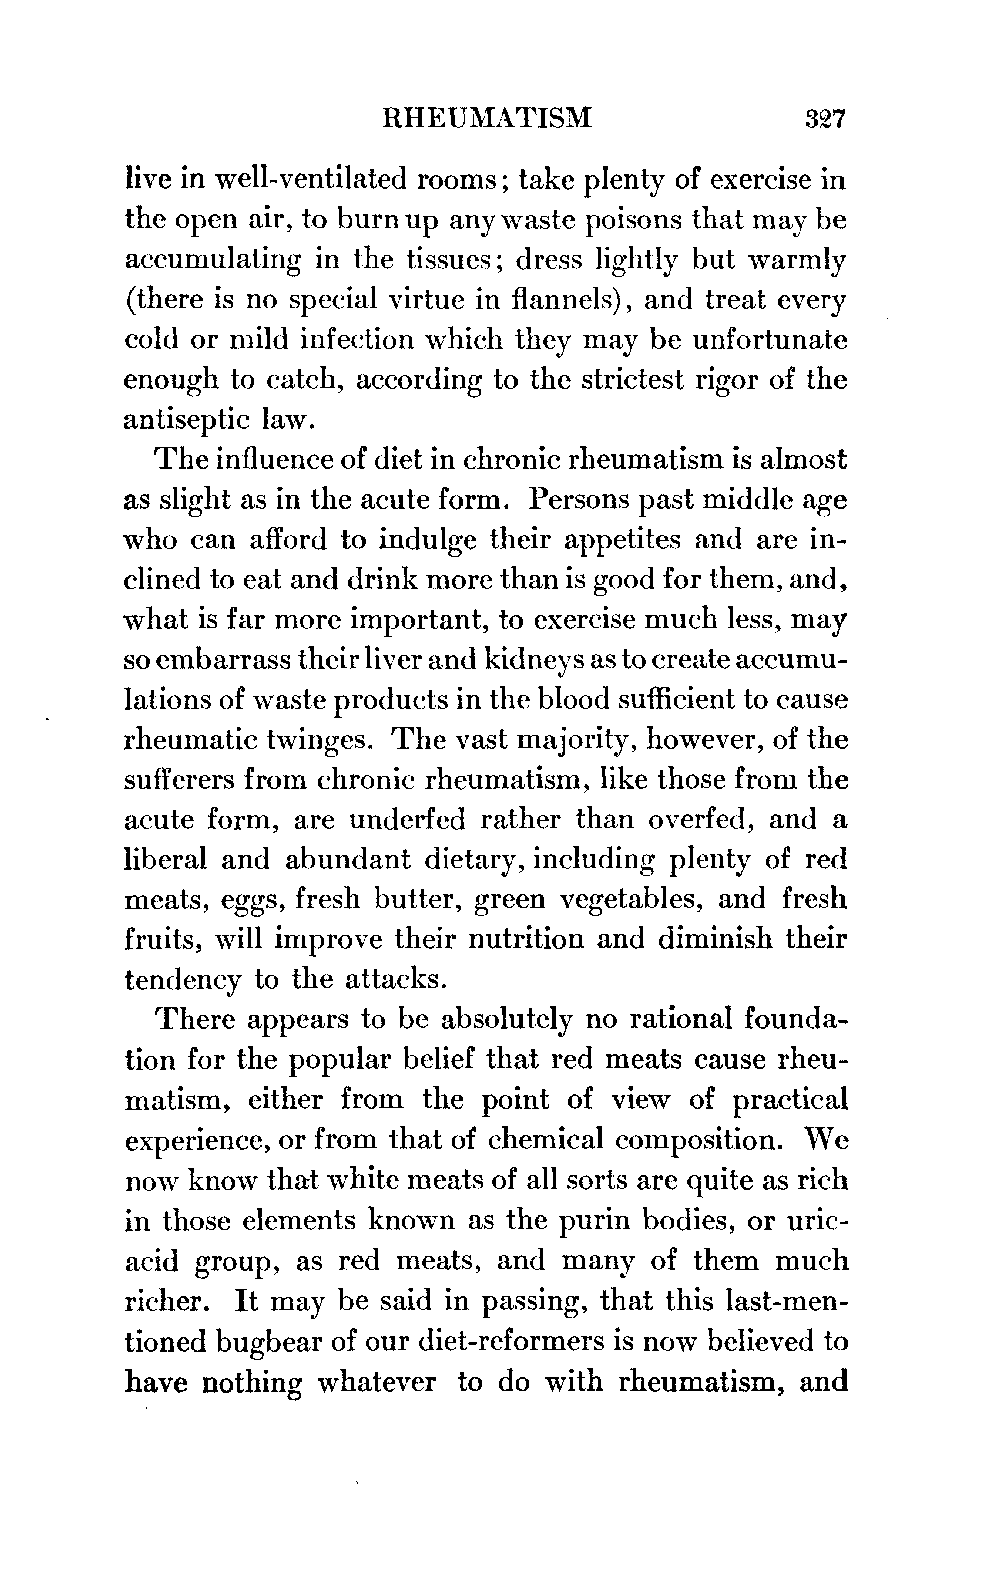 RHEUMATISM 327
live in well-ventilated rooms; take plenty of exercise in
the open air, to burn up any waste poisons that may be
accumulating in the tissues; dress lightly but warmly
(there is no special virtue in flannels), and treat every
cold or mild infection which they may be unfortunate
enough to catch, according to the strictest rigor of the
antiseptic law.
The influence of diet in chronic rheumatism is almost
as slight as in the acute form. Persons past middle age
who can afford to indulge their appetites and are in-
clined to eat and drink more than is good for them, and,
what is far more important, to exercise much less, may
so embarrass their liver and kidneys as to create accumu-
lations of waste products in the blood sufficient to cause
rheumatic twinges. The vast majority, however, of the
sufferers from chronic rheumatism, like those from the
acute form, are underfed rather than overfed, and a
liberal and abundant dietary, including plenty of red
meats, eggs, fresh butter, green vegetables, and fresh
fruits, will improve their nutrition and diminish their
tendency to the attacks.
There appears to be absolutely no rational founda-
tion for the popular belief that red meats cause rheu-
matism, either from the point of view of practical
experience, or from that of chemical composition. We
now know that white meats of all sorts are quite as rich
in those elements known as the purin bodies, or uric-
acid group, as red meats, and many of them much
richer. It may be said in passing, that this last-men-
tioned bugbear of our diet-reformers is now believed to
have nothing whatever to do with rheumatism, and